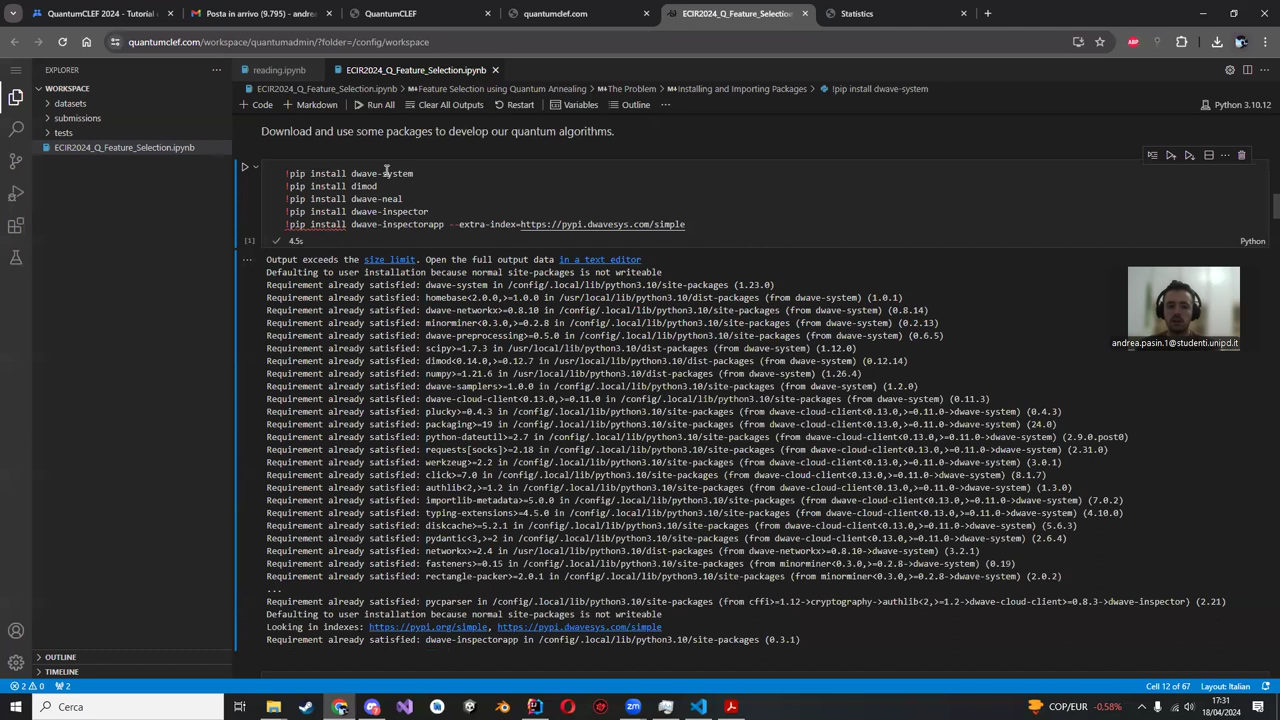 QuantumCLEF 2024 - Tutorial
Posta in arrivo (9.795) - andrea
QuantumCLEF
quantumclef.com
ECIR2024_Q_Feature_Selection
Statistics
quantumclef.com/workspace/quantumadmin/?folder=/config/workspace
EXPLORER
reading.ipynb
ECIR2024_Q_Feature_Selection.ipynb
WORKSPACE
datasets
submissions
tests
ECIR2024_Q_Feature_Selection.ipynb
ECIR2024_Q_Feature_Selection.ipynb > Feature Selection using Quantum Annealing > The Problem > Installing and Importing Packages > !pip install dwave-system
+ Code + Markdown Run All Clear All Outputs Restart Variables Outline ... Python 3.10.12
Download and use some packages to develop our quantum algorithms.
!pip install dwave-system
!pip install dimod
!pip install dwave-neal
!pip install dwave-inspector
!pip install dwave-inspectorapp --extra-index=https://pypi.dwavesys.com/simple
[1] 4.5s Python
Output exceeds the size limit. Open the full output data in a text editor
Defaulting to user installation because normal site-packages is not writeable
Requirement already satisfied: dwave-system in /config/.local/lib/python3.10/site-packages (1.23.0)
Requirement already satisfied: homebase<2.0.0,>=1.0.0 in /usr/local/lib/python3.10/dist-packages (from dwave-system) (1.0.1)
Requirement already satisfied: dwave-networkx>=0.8.10 in /config/.local/lib/python3.10/site-packages (from dwave-system) (0.8.14)
Requirement already satisfied: minorminer<0.3.0,>=0.2.8 in /config/.local/lib/python3.10/site-packages (from dwave-system) (0.2.13)
Requirement already satisfied: dwave-preprocessing>=0.5.0 in /config/.local/lib/python3.10/site-packages (from dwave-system) (0.6.5)
Requirement already satisfied: scipy>=1.7.3 in /usr/local/lib/python3.10/dist-packages (from dwave-system) (1.12.0)
Requirement already satisfied: dimod<0.14.0,>=0.12.7 in /config/.local/lib/python3.10/site-packages (from dwave-system) (0.12.14)
Requirement already satisfied: numpy>=1.21.6 in /usr/local/lib/python3.10/dist-packages (from dwave-system) (1.26.4)
Requirement already satisfied: dwave-samplers>=1.0.0 in /config/.local/lib/python3.10/site-packages (from dwave-system) (1.2.0)
Requirement already satisfied: dwave-cloud-client<0.13.0,>=0.11.0 in /config/.local/lib/python3.10/site-packages (from dwave-system) (0.11.3)
Requirement already satisfied: plucky>=0.4.3 in /config/.local/lib/python3.10/site-packages (from dwave-cloud-client<0.13.0,>=0.11.0->dwave-system) (0.4.3)
Requirement already satisfied: packaging>=19 in /config/.local/lib/python3.10/site-packages (from dwave-cloud-client<0.13.0,>=0.11.0->dwave-system) (24.0)
Requirement already satisfied: python-dateutil>=2.7 in /config/.local/lib/python3.10/site-packages (from dwave-cloud-client<0.13.0,>=0.11.0->dwave-system) (2.9.0.post0)
Requirement already satisfied: requests[socks]>=2.18 in /config/.local/lib/python3.10/site-packages (from dwave-cloud-client<0.13.0,>=0.11.0->dwave-system) (2.31.0)
Requirement already satisfied: werkzeug>=2.2 in /config/.local/lib/python3.10/site-packages (from dwave-cloud-client<0.13.0,>=0.11.0->dwave-system) (3.0.1)
Requirement already satisfied: click>=7.0 in /config/.local/lib/python3.10/site-packages (from dwave-cloud-client<0.13.0,>=0.11.0->dwave-system) (8.1.7)
Requirement already satisfied: authlib<2,>=1.2 in /config/.local/lib/python3.10/site-packages (from dwave-cloud-client<0.13.0,>=0.11.0->dwave-system) (1.3.0)
Requirement already satisfied: importlib-metadata>=5.0.0 in /config/.local/lib/python3.10/site-packages (from dwave-cloud-client<0.13.0,>=0.11.0->dwave-system) (7.0.2)
Requirement already satisfied: typing-extensions>=4.5.0 in /config/.local/lib/python3.10/site-packages (from dwave-cloud-client<0.13.0,>=0.11.0->dwave-system) (4.10.0)
Requirement already satisfied: diskcache>=5.2.1 in /config/.local/lib/python3.10/site-packages (from dwave-cloud-client<0.13.0,>=0.11.0->dwave-system) (5.6.3)
Requirement already satisfied: pydantic<3,>=2 in /config/.local/lib/python3.10/site-packages (from dwave-cloud-client<0.13.0,>=0.11.0->dwave-system) (2.6.4)
Requirement already satisfied: networkx>=2.4 in /usr/local/lib/python3.10/dist-packages (from dwave-networkx>=0.8.10->dwave-system) (3.2.1)
Requirement already satisfied: fasteners>=0.15 in /config/.local/lib/python3.10/site-packages (from minorminer<0.3.0,>=0.2.8->dwave-system) (0.19)
Requirement already satisfied: rectangle-packer>=2.0.1 in /config/.local/lib/python3.10/site-packages (from minorminer<0.3.0,>=0.2.8->dwave-system) (2.0.2)
...
Requirement already satisfied: pycparser in /config/.local/lib/python3.10/site-packages (from cffi>=1.12->cryptography->authlib<2,>=1.2->dwave-cloud-client>=0.8.3->dwave-inspector) (2.21)
Defaulting to user installation because normal site-packages is not writeable
Looking in indexes: https://pypi.org/simple, https://pypi.dwavesys.com/simple
Requirement already satisfied: dwave-inspectorapp in /config/.local/lib/python3.10/site-packages (0.3.1)
andrea.pasin.1@studenti.unipd.it
OUTLINE
TIMELINE
2 0 2
Cell 12 of 67 Layout: Italian
Cerca
COP/EUR -0,58%
17:31
18/04/2024